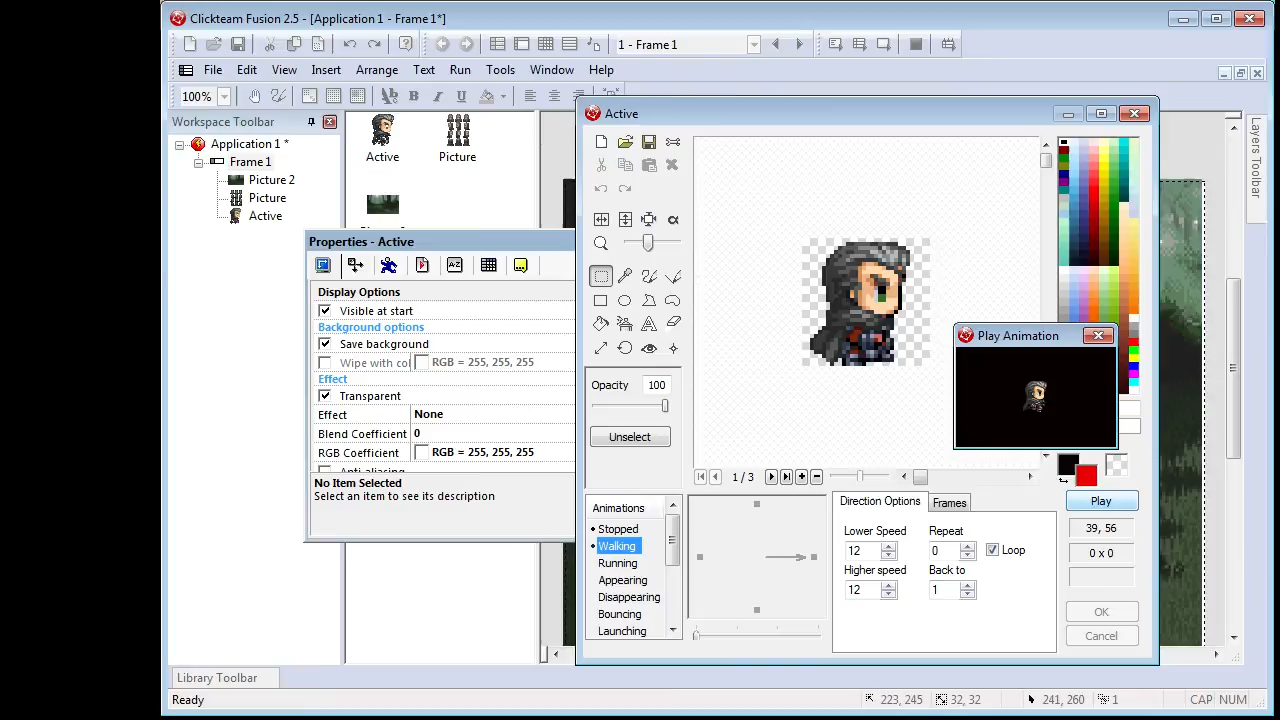 Clickteam Fusion 2.5 - [Application 1 - Frame 1*]
1 - Frame 1
File Edit View Insert Arrange Text Run Tools Window Help
100%
B I U
Workspace Toolbar
Application 1 *
Frame 1
Picture 2
Picture
Active
Active
Picture
Properties - Active
A-Z
Display Options
Visible at start
Background options
Save background
Wipe with col
RGB = 255, 255, 255
Effect
Transparent
Effect
None
Blend Coefficient
0
RGB Coefficient
RGB = 255, 255, 255
No Item Selected
Select an item to see its description
Active
Opacity
100
Unselect
1 / 3
Play Animation
Animations
Stopped
Walking
Running
Appearing
Disappearing
Bouncing
Launching
Direction Options
Frames
Lower Speed
Repeat
12
0
Loop
Higher speed
Back to
12
1
Play
39, 56
0 x 0
OK
Cancel
Layers Toolbar
Library Toolbar
Ready
223, 245
32, 32
241, 260
1
CAP
NUM